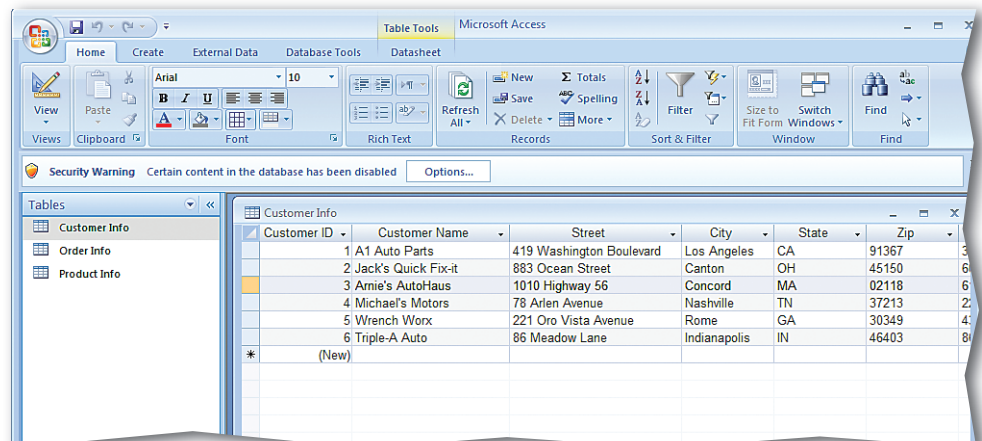 Table Tools Microsoft Access
Home Create External Data Database Tools Datasheet
View Paste Arial 10 B I U A Refresh All New Save Delete Totals Spelling More Filter Size to Fit Form Switch Windows Find
Views Clipboard Font Rich Text Records Sort & Filter Window Find
Security Warning Certain content in the database has been disabled Options...
Tables
Customer Info
Order Info
Product Info
Customer Info
Customer ID Customer Name Street City State Zip
1 A1 Auto Parts 419 Washington Boulevard Los Angeles CA 91367
2 Jack's Quick Fix-it 883 Ocean Street Canton OH 45150
3 Arnie's AutoHaus 1010 Highway 56 Concord MA 02118
4 Michael's Motors 78 Arlen Avenue Nashville TN 37213
5 Wrench Worx 221 Oro Vista Avenue Rome GA 30349
6 Triple-A Auto 86 Meadow Lane Indianapolis IN 46403
(New)